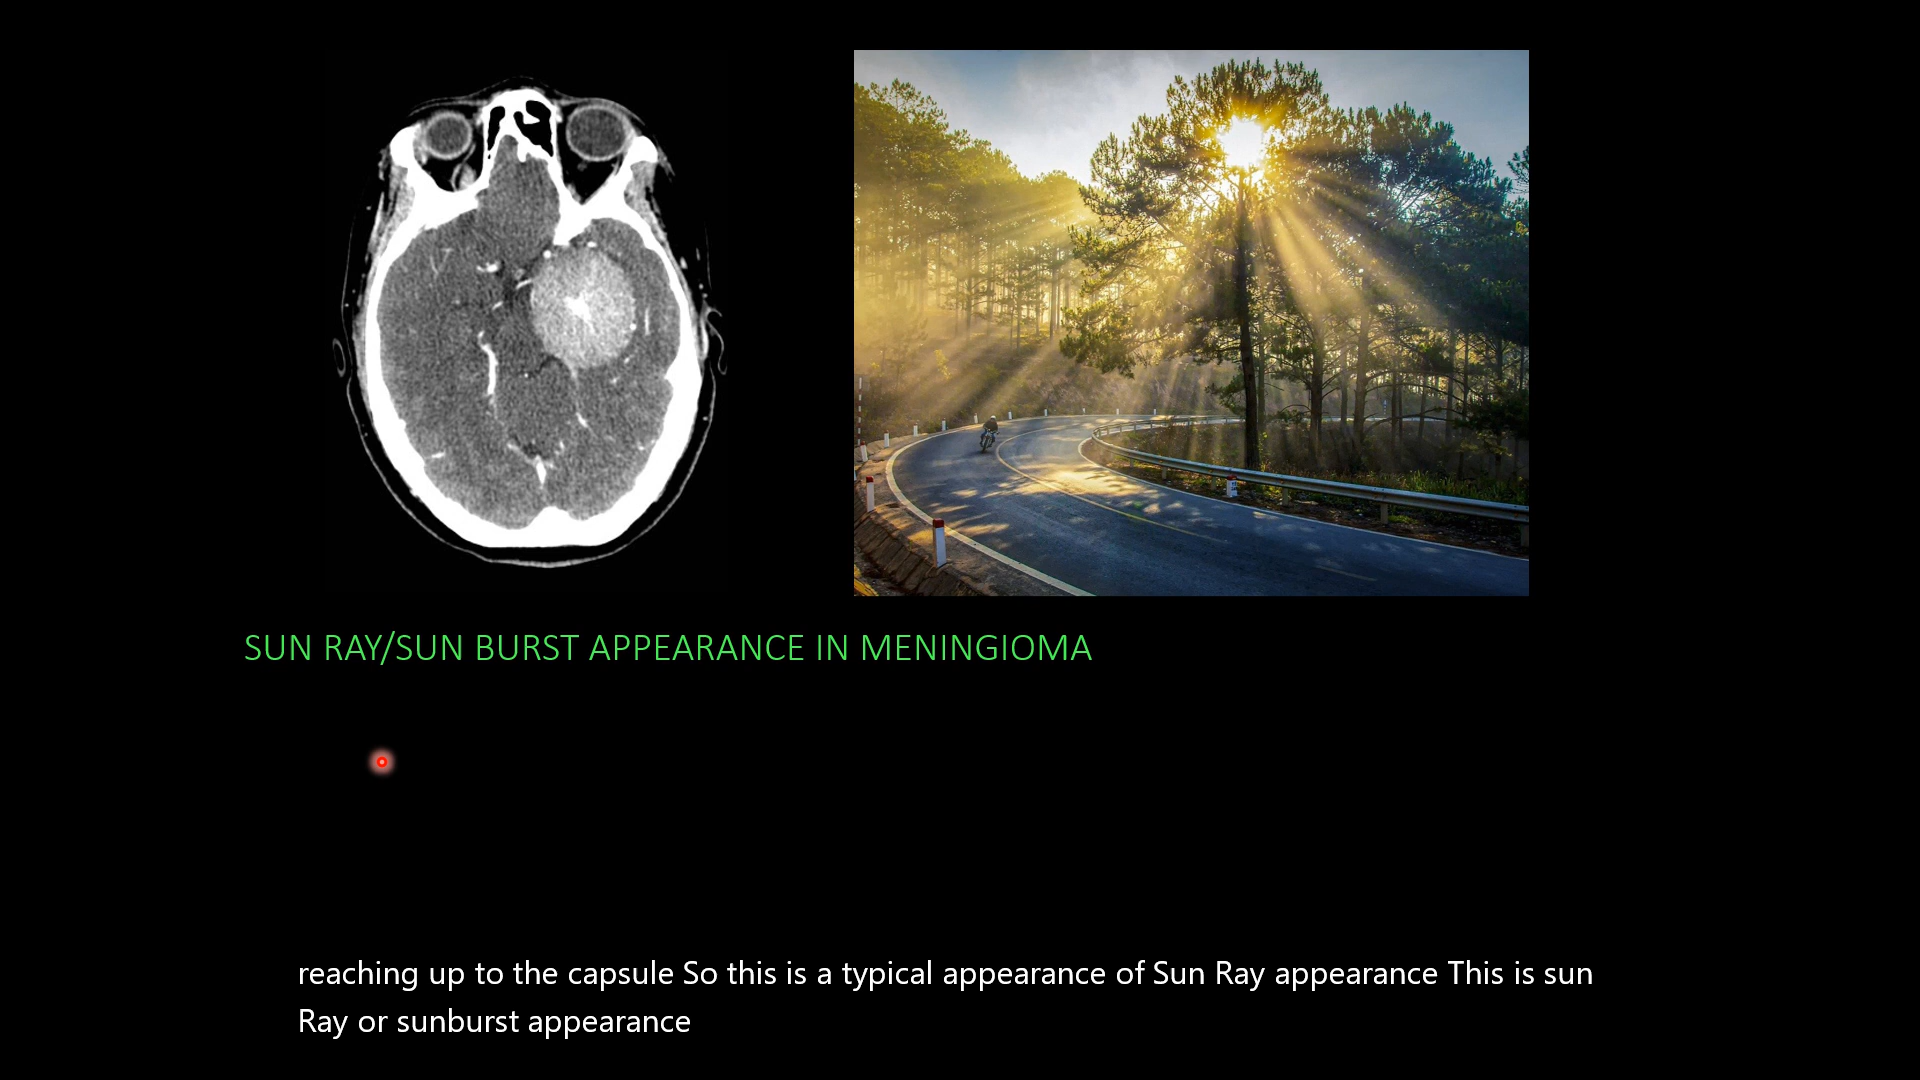 SUN RAY/SUN BURST APPEARANCE IN MENINGIOMA
reaching up to the capsule So this is a typical appearance of Sun Ray appearance This is sun
Ray or sunburst appearance